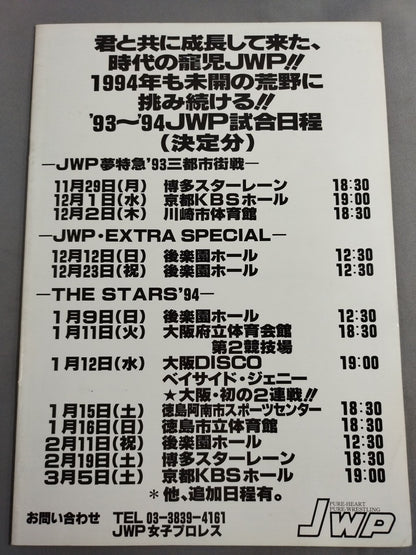 君と共に成長して来た、
時代の寵児JWP!!
1994年も未開の荒野に
挑み続ける!!
'93〜'94JWP試合日程
(決定分)
—JWP夢特急'93三都市街戦—
11月29日(月) 博多スターレーン 18:30
12月1日(水) 京都KBSホール 19:00
12月2日(木) 川崎市体育館 18:30
—JWP・EXTRA SPECIAL—
12月12日(日) 後楽園ホール 12:30
12月23日(祝) 後楽園ホール 12:30
—THE STARS'94—
1月9日(日) 後楽園ホール 12:30
1月11日(火) 大阪府立体育会館 18:30
第2競技場
1月12日(水) 大阪DISCO 19:00
ベイサイド・ジェニー
★大阪・初の2連戦!!
1月15日(土) 徳島阿南市スポーツセンター 18:30
1月16日(日) 徳島市立体育館 18:30
2月11日(祝) 後楽園ホール 12:30
2月19日(土) 博多スターレーン 18:30
3月5日(土) 京都KBSホール 19:00
*他、追加日程有。
お問い合わせ TEL 03-3839-4161
JWP女子プロレス
PURE-HEART
PURE-WRESTLING
JWP